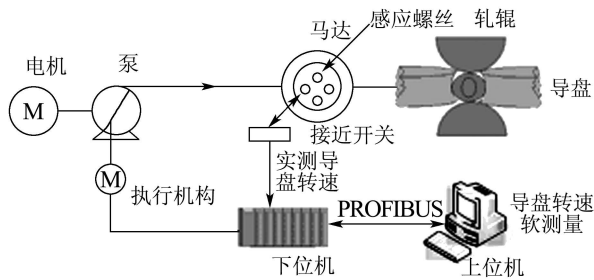 马达
感应螺丝
轧辊
电机
泵
导盘
M
接近开关
实测导
盘转速
M
执行机构
PROFIBUS
导盘转速
软测量
下位机
上位机